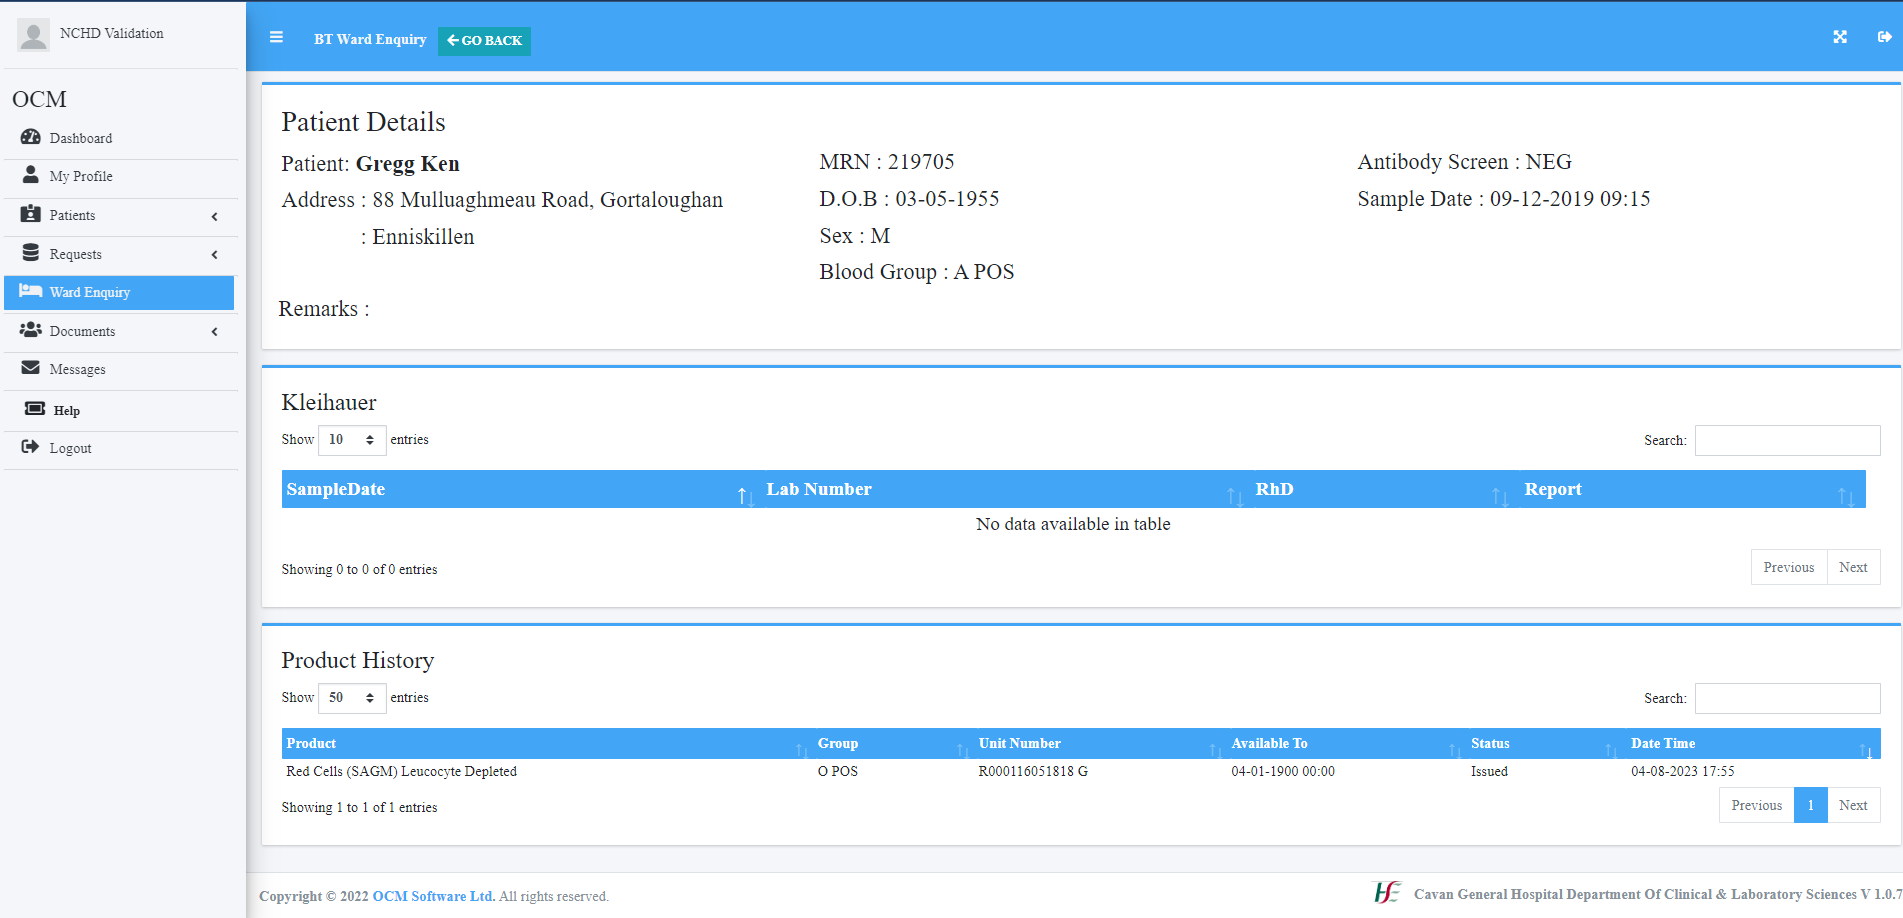 NCHD Validation
OCM
Dashboard
My Profile
Patients
Requests
Ward Enquiry
Documents
Messages
Help
Logout
BT Ward Enquiry GO BACK
Patient Details
Patient: Gregg Ken
Address : 88 Mulluaghmeau Road, Gortaloughan
: Enniskillen
MRN : 219705
D.O.B : 03-05-1955
Sex : M
Blood Group : A POS
Antibody Screen : NEG
Sample Date : 09-12-2019 09:15
Remarks :
Kleihauer
Show 10 entries Search:
SampleDate Lab Number RhD Report
No data available in table
Showing 0 to 0 of 0 entries Previous Next
Product History
Show 50 entries Search:
Product Group Unit Number Available To Status Date Time
Red Cells (SAGM) Leucocyte Depleted O POS R000116051818 G 04-01-1900 00:00 Issued 04-08-2023 17:55
Showing 1 to 1 of 1 entries Previous 1 Next
Copyright © 2022 OCM Software Ltd. All rights reserved. Cavan General Hospital Department Of Clinical & Laboratory Sciences V 1.0.7